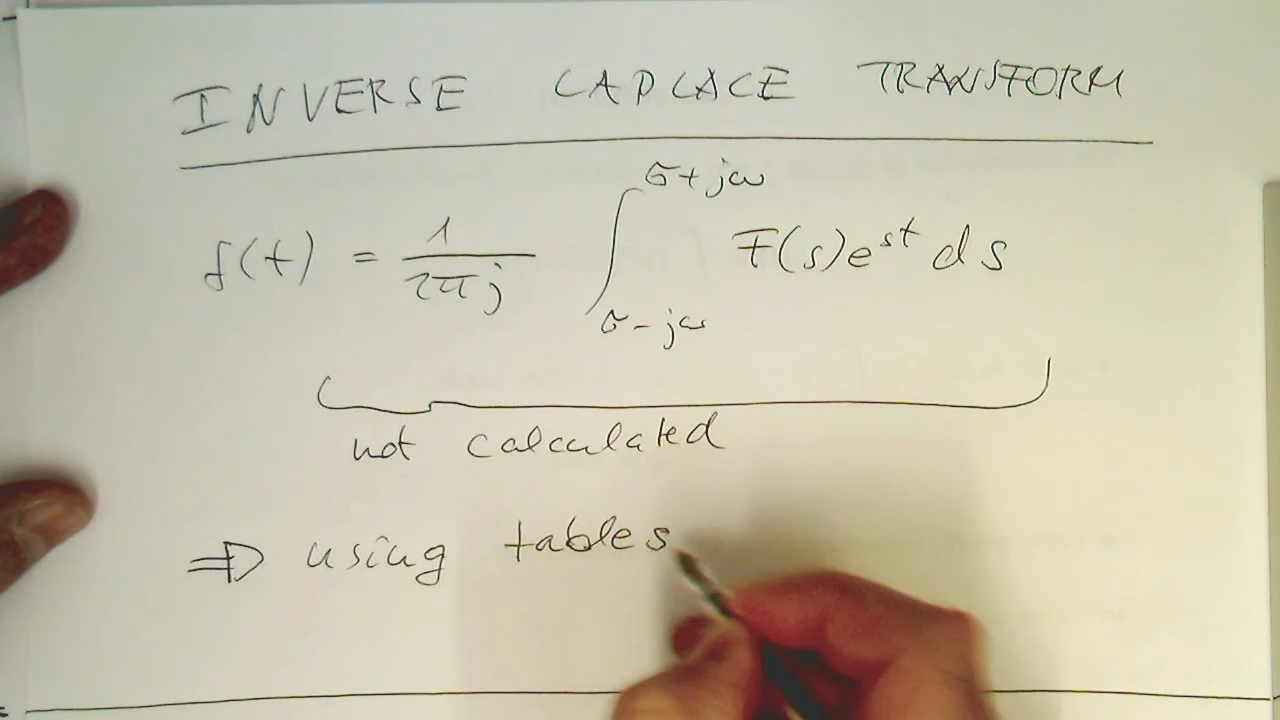 INVERSE LAPLACE TRANSFORM
f(t) = 1/2πj ∫ σ-jω σ+jω F(s)e^st ds
not calculated
⇒ using tables